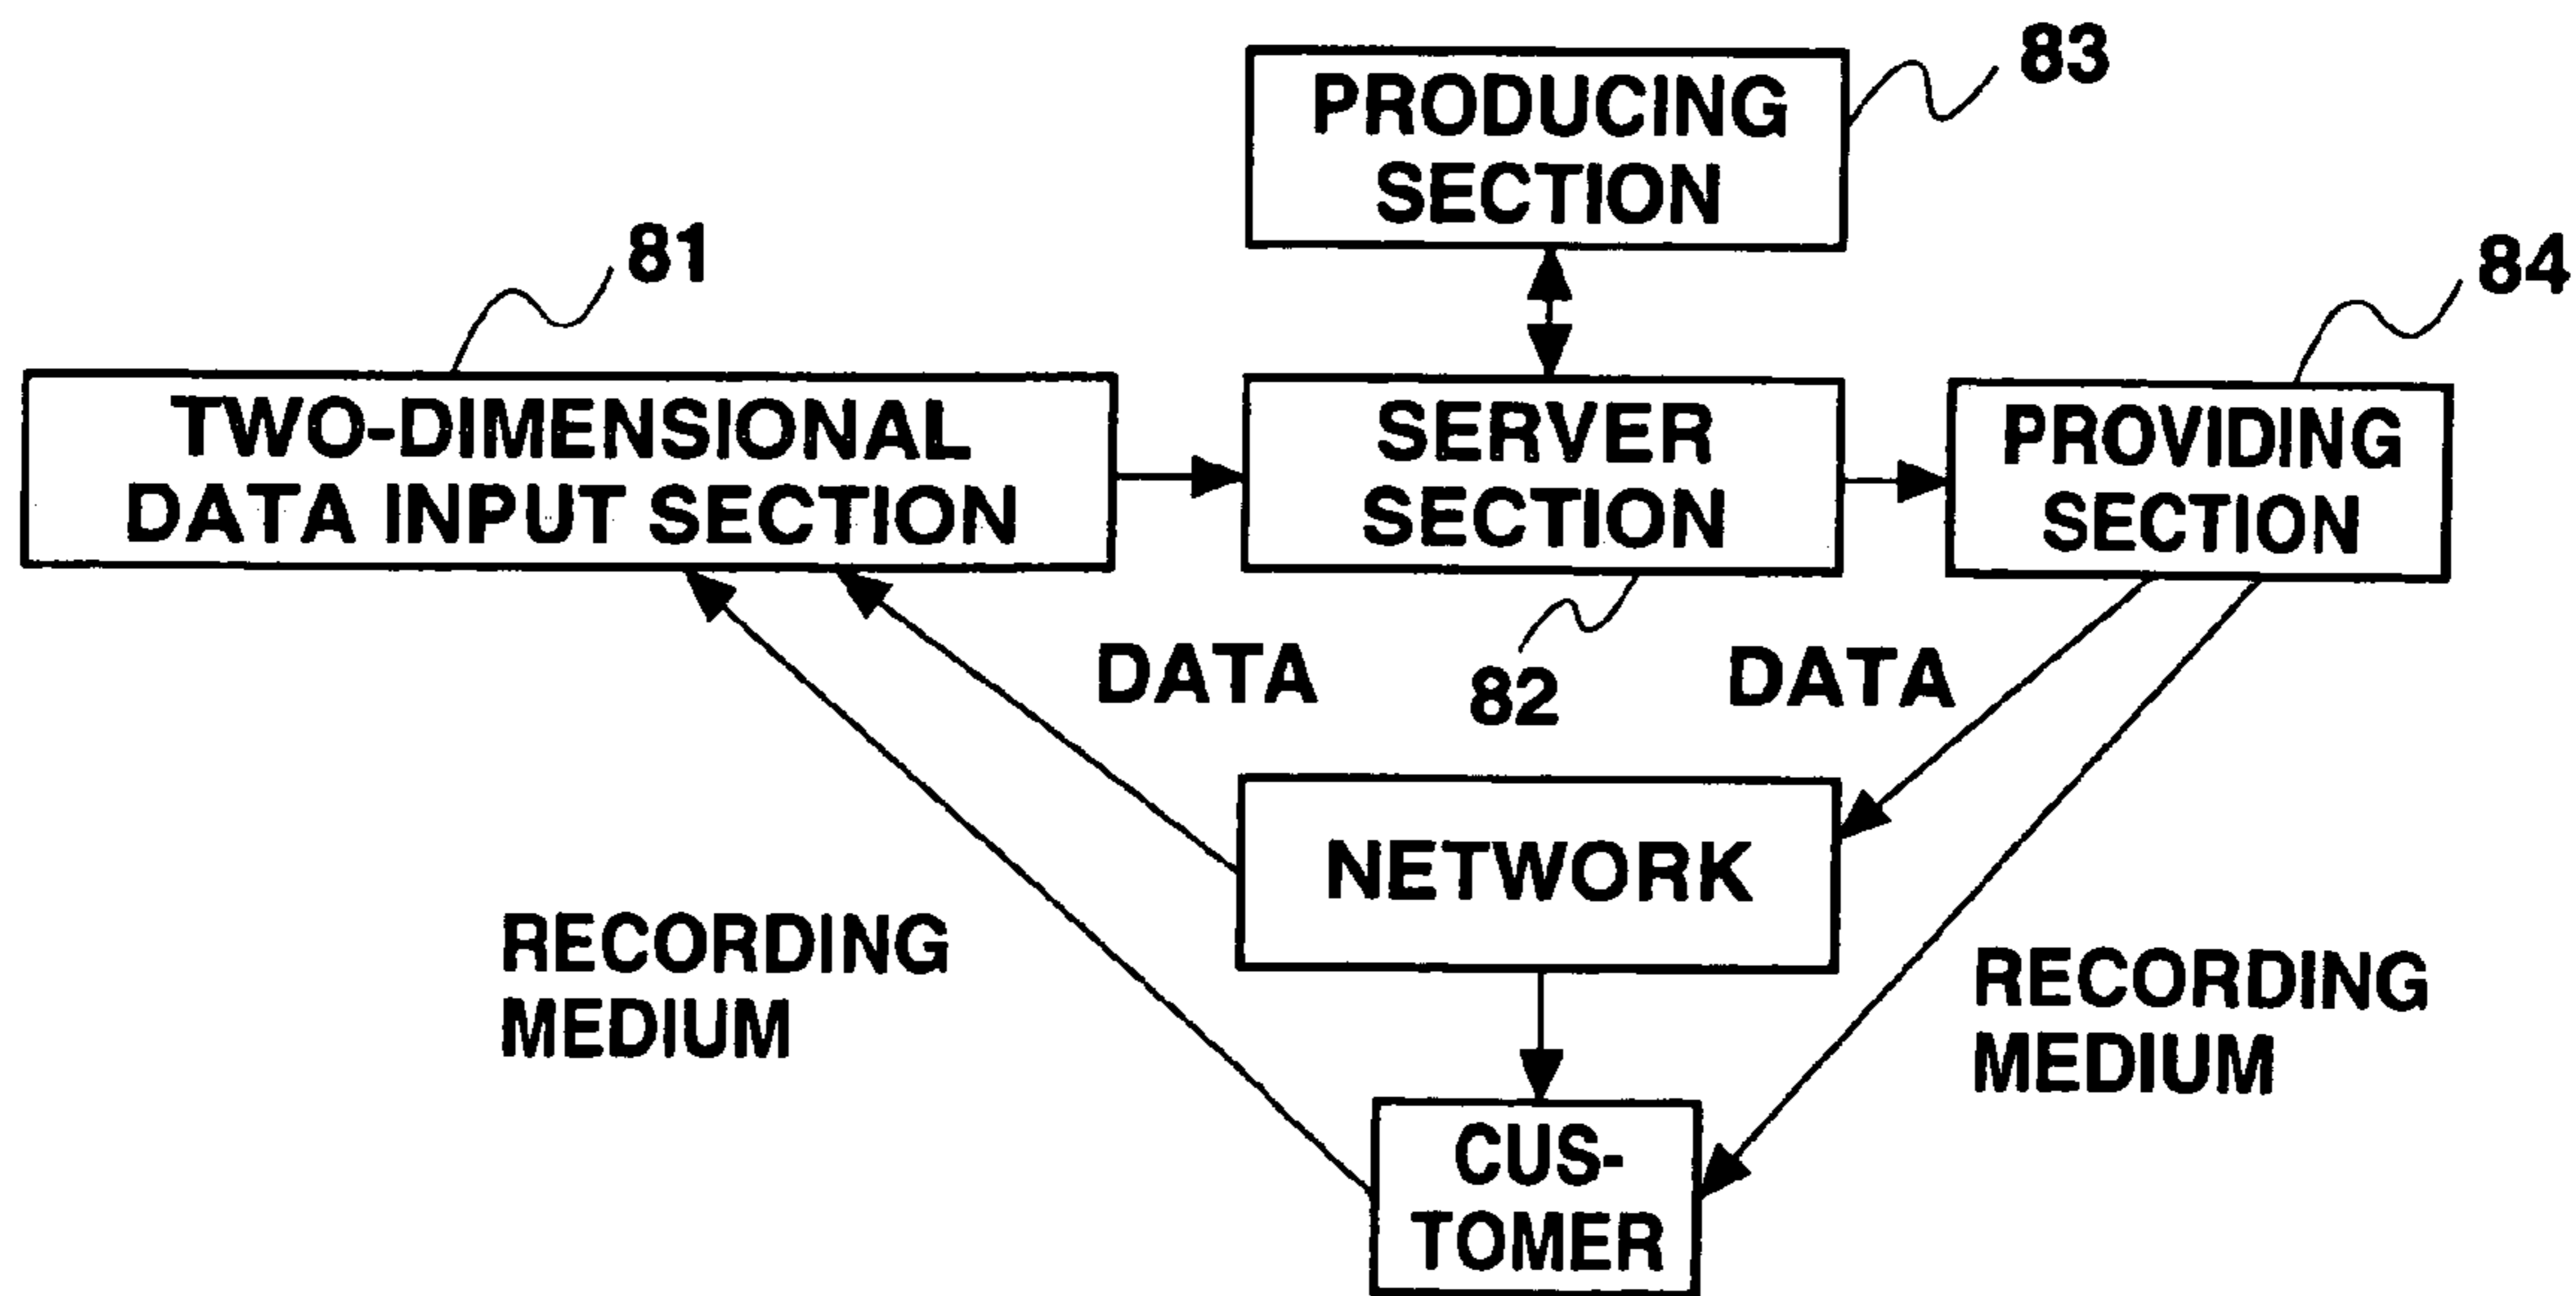 83
PRODUCING
SECTION
81
84
TWO-DIMENSIONAL
DATA INPUT SECTION
SERVER
SECTION
PROVIDING
SECTION
DATA
82
DATA
NETWORK
RECORDING
MEDIUM
RECORDING
MEDIUM
CUS-
TOMER